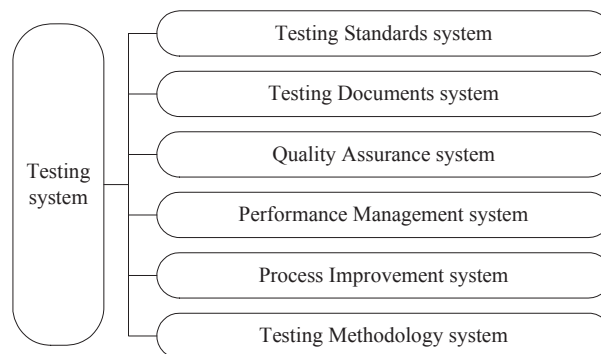 Testing Standards system
Testing Documents system
Quality Assurance system
Testing
system
Performance Management system
Process Improvement system
Testing Methodology system